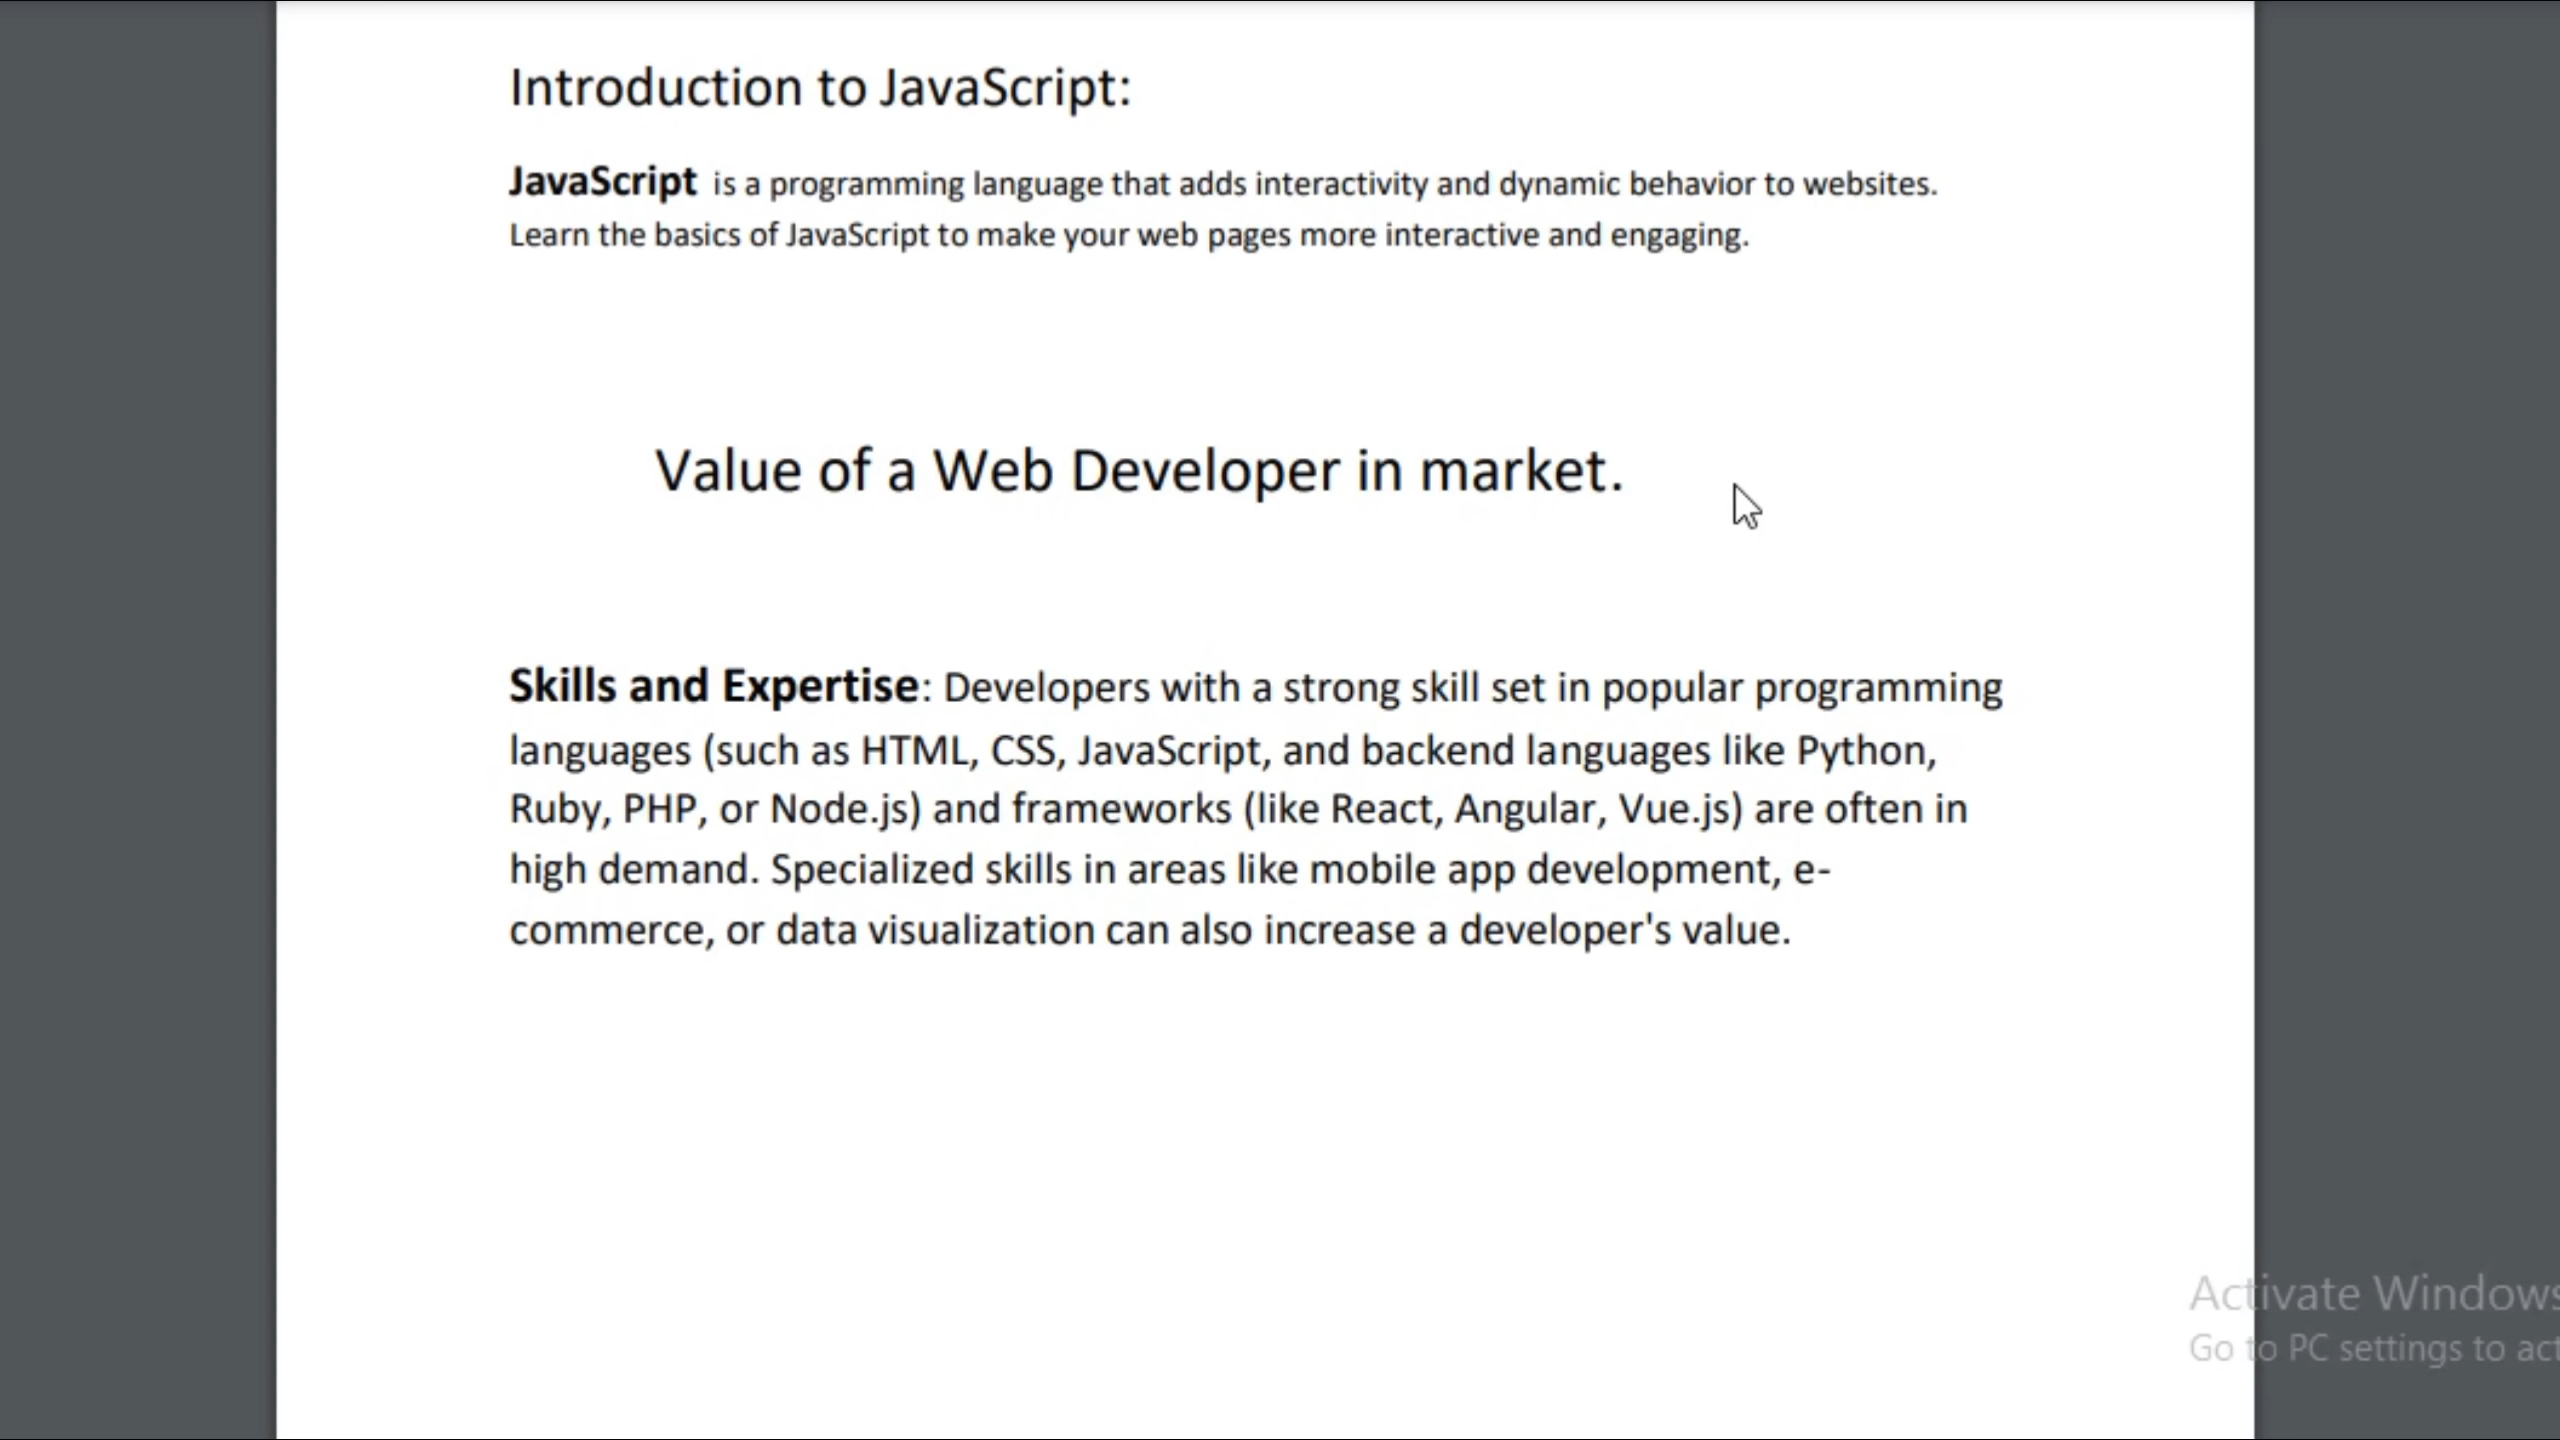 Introduction to JavaScript:
JavaScript is a programming language that adds interactivity and dynamic behavior to websites.
Learn the basics of JavaScript to make your web pages more interactive and engaging.
Value of a Web Developer in market.
Skills and Expertise: Developers with a strong skill set in popular programming
languages (such as HTML, CSS, JavaScript, and backend languages like Python,
Ruby, PHP, or Node.js) and frameworks (like React, Angular, Vue.js) are often in
high demand. Specialized skills in areas like mobile app development, e-
commerce, or data visualization can also increase a developer's value.
Activate Windows
Go to PC settings to act